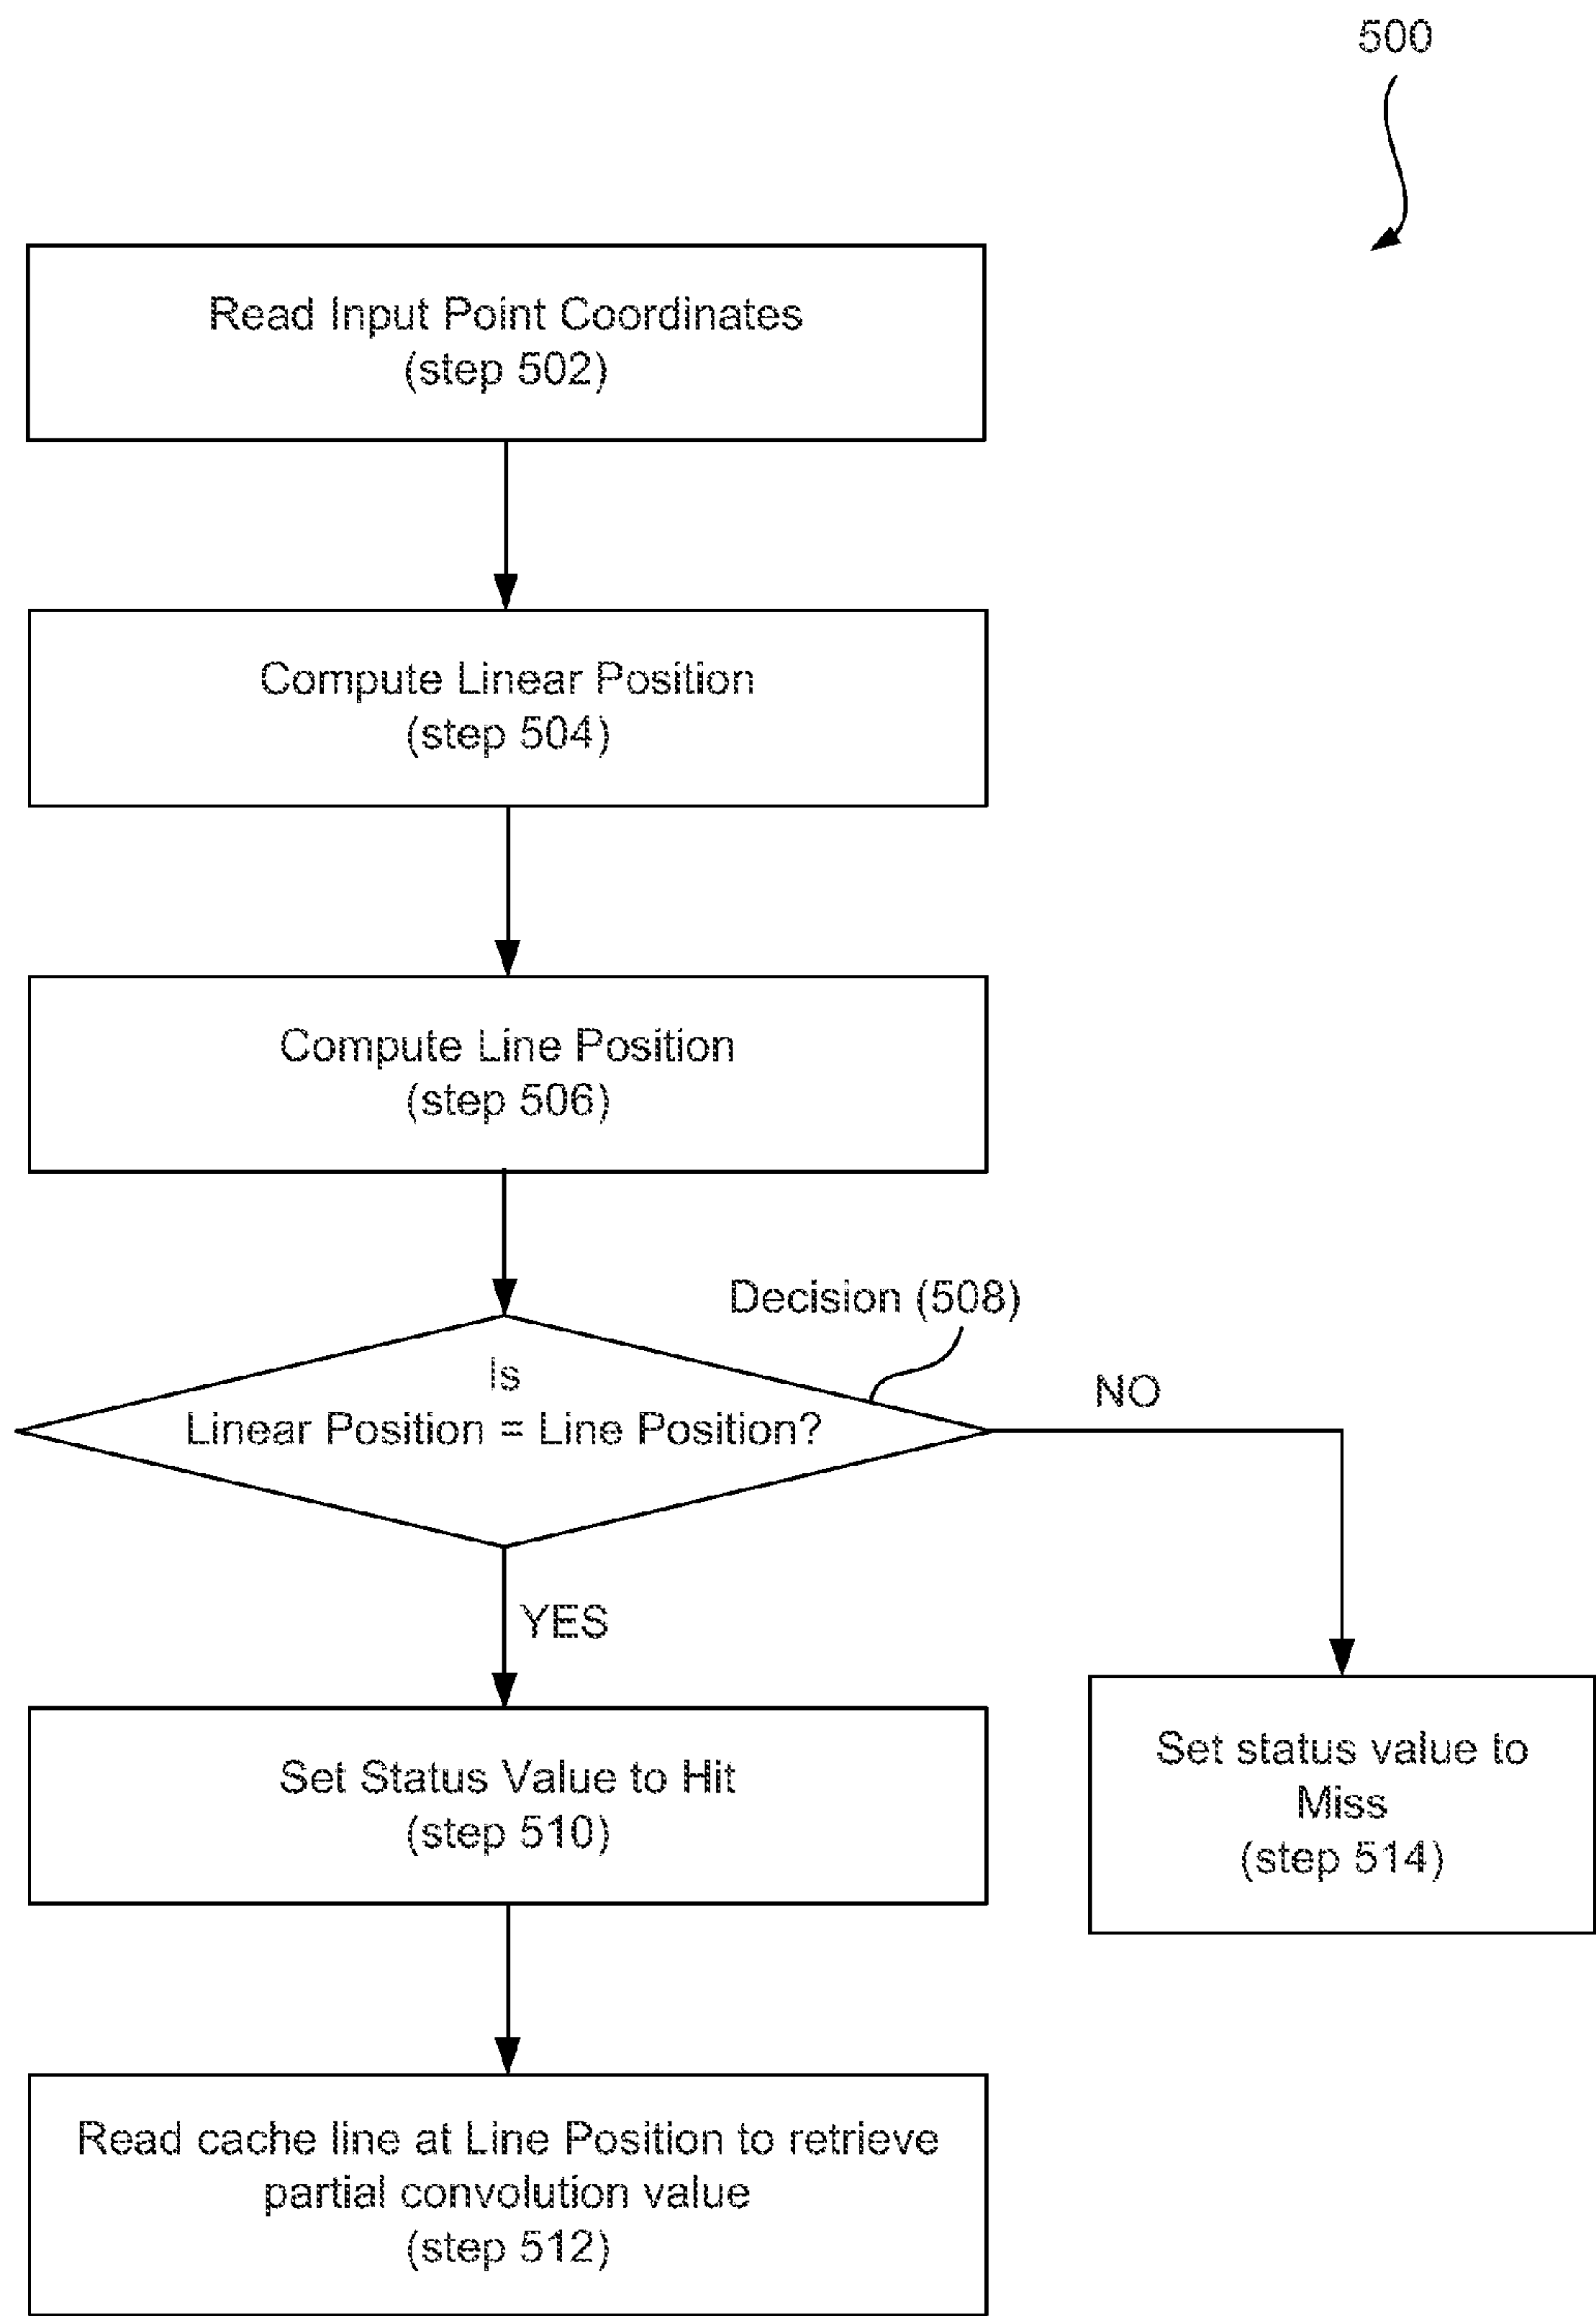 500
Read Input Point Coordinates
(step 502)
Compute Linear Position
(step 504)
Compute Line Position
(step 506)
Decision (508)
Is
Linear Position = Line Position?
NO
YES
Set Status Value to Hit
(step 510)
Set status value to
Miss
(step 514)
Read cache line at Line Position to retrieve
partial convolution value
(step 512)